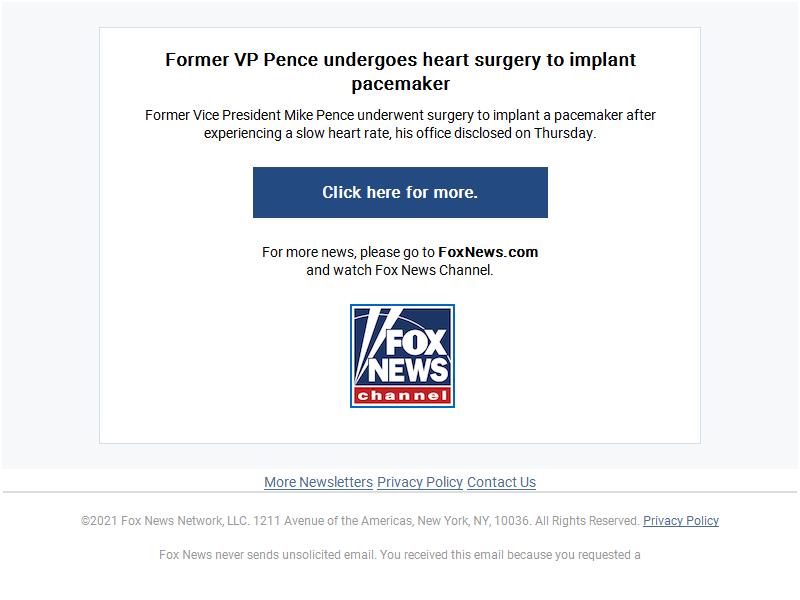 Former VP Pence undergoes heart surgery to implant
pacemaker
Former Vice President Mike Pence underwent surgery to implant a pacemaker after
experiencing a slow heart rate, his office disclosed on Thursday.
Click here for more.
For more news, please go to FoxNews.com
and watch Fox News Channel.
FOX
NEWS
channel
More Newsletters Privacy Policy Contact Us
©2021 Fox News Network, LLC. 1211 Avenue of the Americas, New York, NY, 10036. All Rights Reserved. Privacy Policy
Fox News never sends unsolicited email. You received this email because you requested a